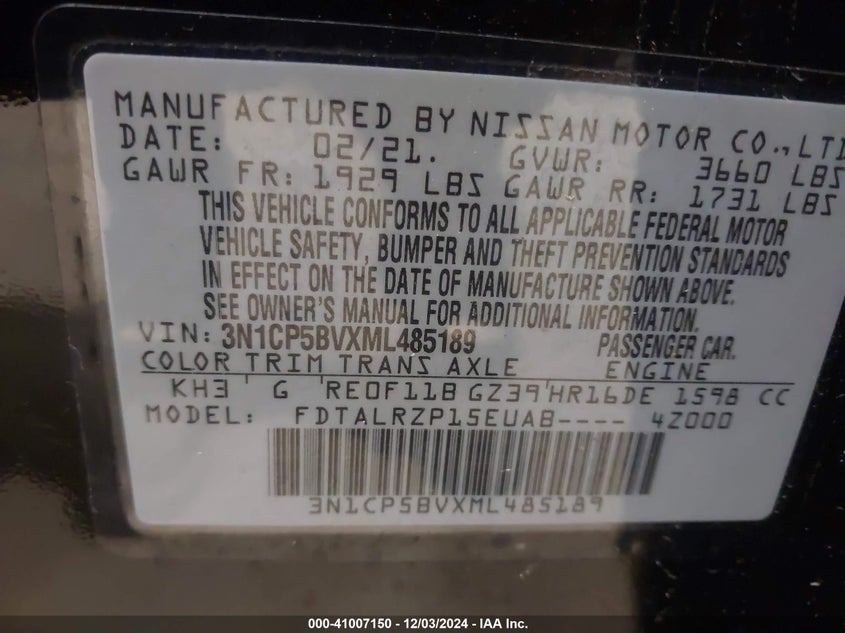 MANUFACTURED BY NISSAN MOTOR CO.,LTD
DATE: 02/21. GVWR: 3660 LBS
GAWR FR: 1929 LBS GAWR RR: 1731 LBS
THIS VEHICLE CONFORMS TO ALL APPLICABLE FEDERAL MOTOR
VEHICLE SAFETY, BUMPER AND THEFT PREVENTION STANDARDS
IN EFFECT ON THE DATE OF MANUFACTURE SHOWN ABOVE.
SEE OWNER'S MANUAL FOR ADDITIONAL INFORMATION.
VIN: 3N1CP5BVXML485189 PASSENGER CAR.
COLOR TRIM TRANS AXLE ENGINE
KH3 ' G 'RE0F11B GZ39'HR16DE 1598 CC
MODEL: FDTALRZP15EUAB---- 4Z000
3N1CP5BVXML485189
000-41007150 - 12/03/2024 - IAA Inc.